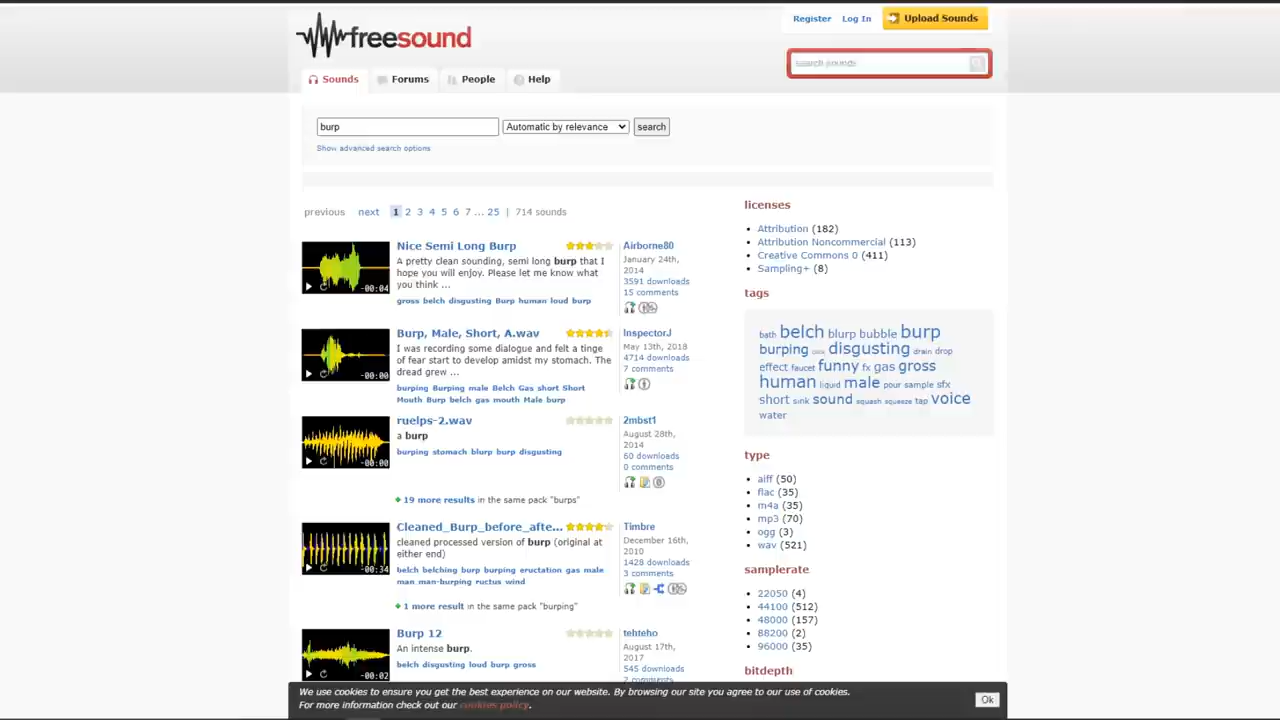 freesound
Register Log In Upload Sounds
search sounds
Sounds Forums People Help
burp Automatic by relevance search
Show advanced search options
previous next 1 2 3 4 5 6 7 ... 25 | 714 sounds
Nice Semi Long Burp
A pretty clean sounding, semi long burp that I
hope you will enjoy. Please let me know what
you think ...
gross belch disgusting Burp human loud burp
-00:04
Airborne80
January 24th,
2014
3591 downloads
15 comments
Burp, Male, Short, A.wav
I was recording some dialogue and felt a tinge
of fear start to develop amidst my stomach. The
dread grew ...
burping Burping male Belch Gas short Short
Mouth Burp belch gas mouth Male burp
-00:00
InspectorJ
May 13th, 2018
4714 downloads
7 comments
ruelps-2.wav
a burp
burping stomach blurp burp disgusting
-00:00
2mbst1
August 28th,
2014
60 downloads
0 comments
19 more results in the same pack "burps"
Cleaned_Burp_before_afte...
cleaned processed version of burp (original at
either end)
belch belching burp burping eructation gas male
man man-burping ructus wind
-00:34
Timbre
December 16th,
2010
1428 downloads
3 comments
1 more result in the same pack "burping"
Burp 12
An intense burp.
belch disgusting loud burp gross
-00:02
tehteho
August 17th,
2017
545 downloads
2 comments
licenses
Attribution (182)
Attribution Noncommercial (113)
Creative Commons 0 (411)
Sampling+ (8)
tags
bath belch blurp bubble burp
burping disgusting drain drop
effect faucet funny fx gas gross
human liquid male pour sample sfx
short sink sound squash squeeze tap voice
water
type
aiff (50)
flac (35)
m4a (35)
mp3 (70)
ogg (3)
wav (521)
samplerate
22050 (4)
44100 (512)
48000 (157)
88200 (2)
96000 (35)
bitdepth
We use cookies to ensure you get the best experience on our website. By browsing our site you agree to our use of cookies.
For more information check out our cookies policy.
Ok